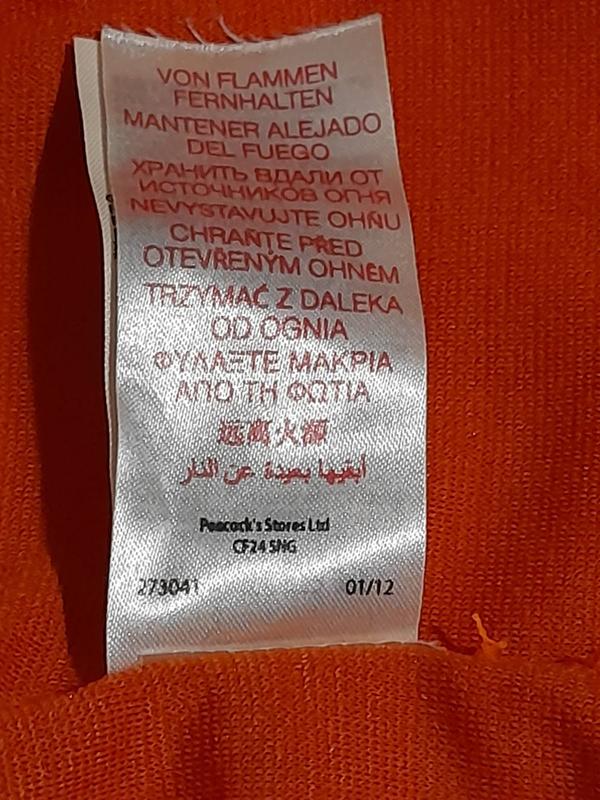 VON FLAMMEN
FERNHALTEN
MANTENER ALEJADO
DEL FUEGO
ХРАНИТЬ ВДАЛИ ОТ
ИСТОЧНИКОВ ОГНЯ
NEVYSTAVUJTE OHŇU
CHRAŇTE PŘED
OTEVŘENÝM OHNĚM
TRZYMAĆ Z DALEKA
OD OGNIA
ΦΥΛΑΞΤΕ ΜΑΚΡΙΑ
ΑΠΟ ΤΗ ΦΩΤΙΑ
远离火源
أبقيها بعيدة عن النار
Peacock's Stores Ltd
CF24 5NG
273041 01/12